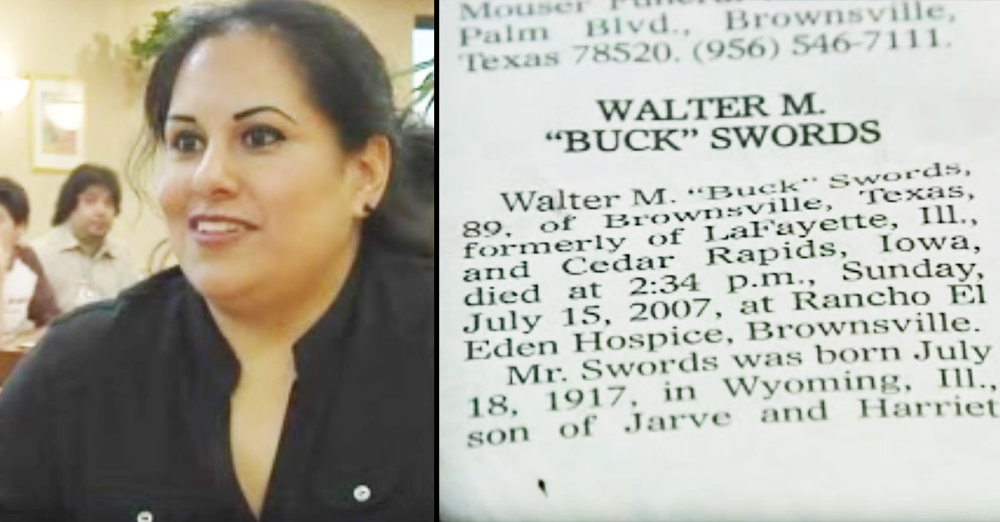 Mouser Funeral
Palm Blvd., Brownsville,
Texas 78520. (956) 546-7111.
WALTER M.
“BUCK” SWORDS
Walter M. “Buck” Swords,
89, of Brownsville, Texas,
formerly of LaFayette, Ill.,
and Cedar Rapids, Iowa,
died at 2:34 p.m., Sunday,
July 15, 2007, at Rancho El
Eden Hospice, Brownsville.
Mr. Swords was born July
18, 1917, in Wyoming, Ill.,
son of Jarve and Harriet